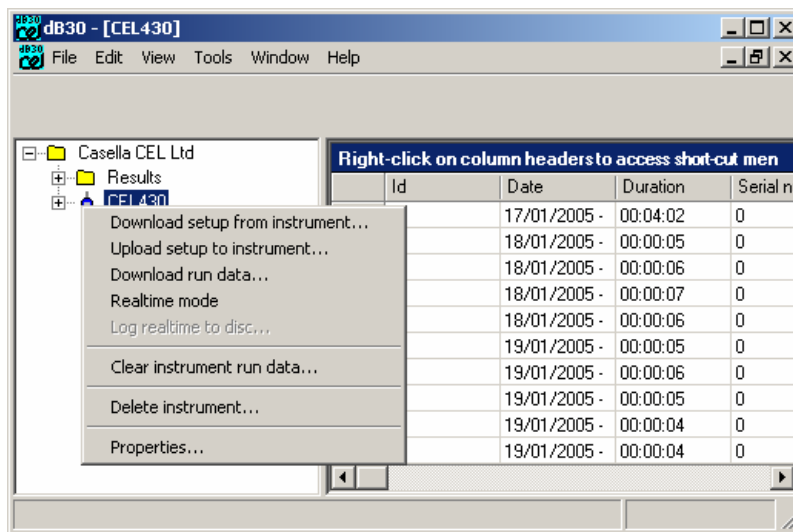 dB30 - [CEL430]
File Edit View Tools Window Help
Casella CEL Ltd
Results
CEL430
Download setup from instrument...
Upload setup to instrument...
Download run data...
Realtime mode
Log realtime to disc...
Clear instrument run data...
Delete instrument...
Properties...
Right-click on column headers to access short-cut men
Id Date Duration Serial n
17/01/2005 - 00:04:02 0
18/01/2005 - 00:00:05 0
18/01/2005 - 00:00:06 0
18/01/2005 - 00:00:07 0
18/01/2005 - 00:00:06 0
19/01/2005 - 00:00:05 0
19/01/2005 - 00:00:06 0
19/01/2005 - 00:00:05 0
19/01/2005 - 00:00:04 0
19/01/2005 - 00:00:04 0